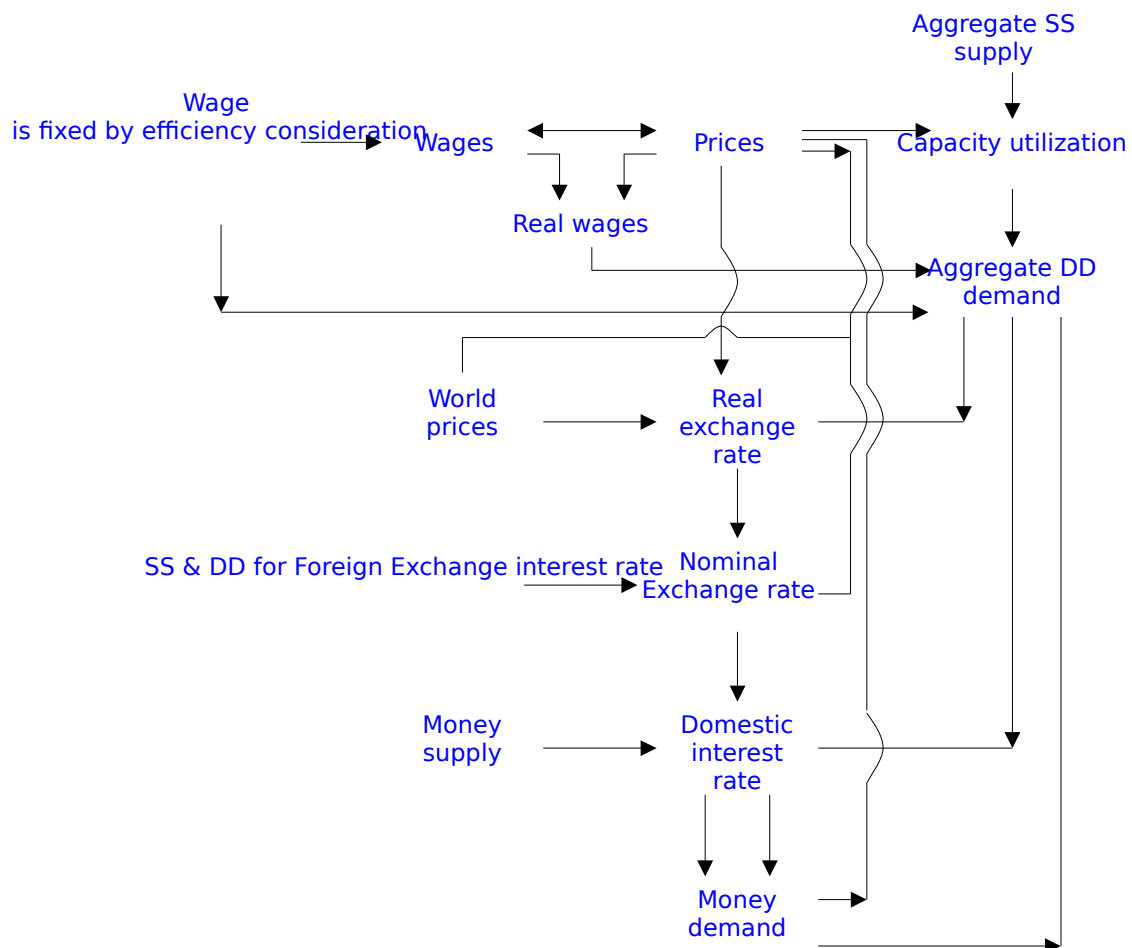 Aggregate SS
supply
Wage
is fixed by efficiency consideration
Wages
Prices
Capacity utilization
Real wages
Aggregate DD
demand
World
prices
Real
exchange
rate
SS & DD for Foreign Exchange interest rate
Nominal
Exchange rate
Money
supply
Domestic
interest
rate
Money
demand